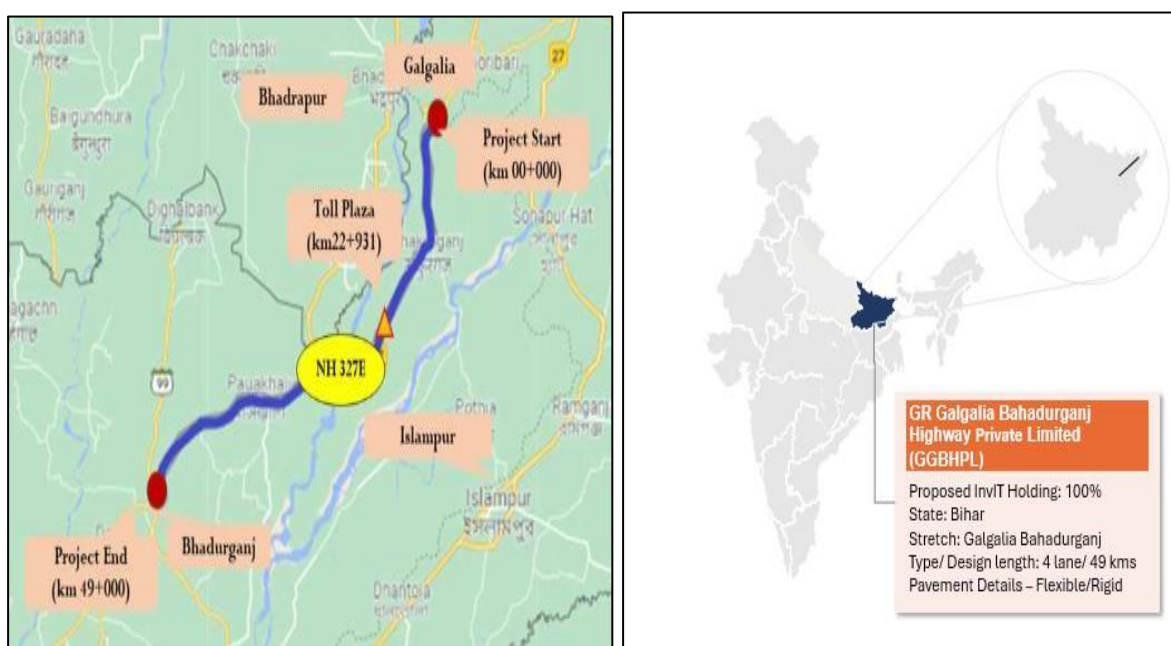 Gauradaha
Chakchaki
Galgalia
27
Bhadrapur
Baigundhura
Project Start
(km 00+000)
Gauriganj
Dighalbank
Toll Plaza
(km22+931)
Sonapur Hat
NH 327E
99
Pothia
Ramganj
Islampur
Islampur
Project End
(km 49+000)
Bhadurganj
Dhantola
GR Galgalia Bahadurganj
Highway Private Limited
(GGBHPL)
Proposed InvIT Holding: 100%
State: Bihar
Stretch: Galgalia Bahadurganj
Type/ Design length: 4 lane/ 49 kms
Pavement Details – Flexible/Rigid